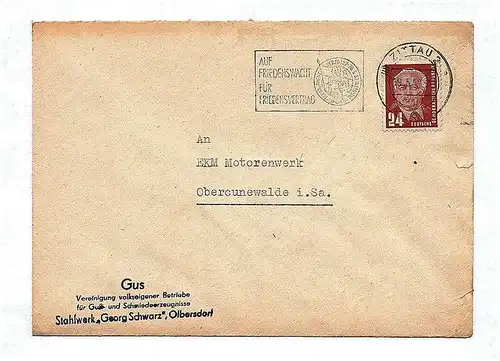 AUF
FRIEDENSWACHT
FÜR
FRIEDENSVERTRAG
ZITTAU 2
24
DEUTSCHE
An
EKM Motorenwerk
Obercunewalde i.Sa.
Gus
Vereinigung volkseigener Betriebe
für Guß- und Schmiedeerzeugnisse
Stahlwerk „Georg Schwarz", Olbersdorf